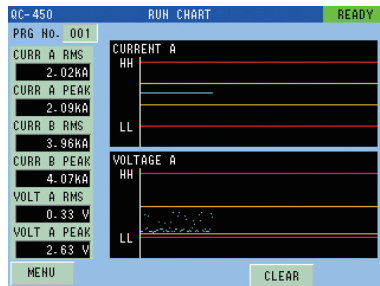 QC-450 RUN CHART READY
PRG No. 001
CURR A RMS
2.02kA
CURR A PEAK
2.09kA
CURR B RMS
3.96kA
CURR B PEAK
4.07kA
VOLT A RMS
0.33 V
VOLT A PEAK
2.63 V
MENU
CURRENT A
HH
LL
VOLTAGE A
HH
LL
CLEAR